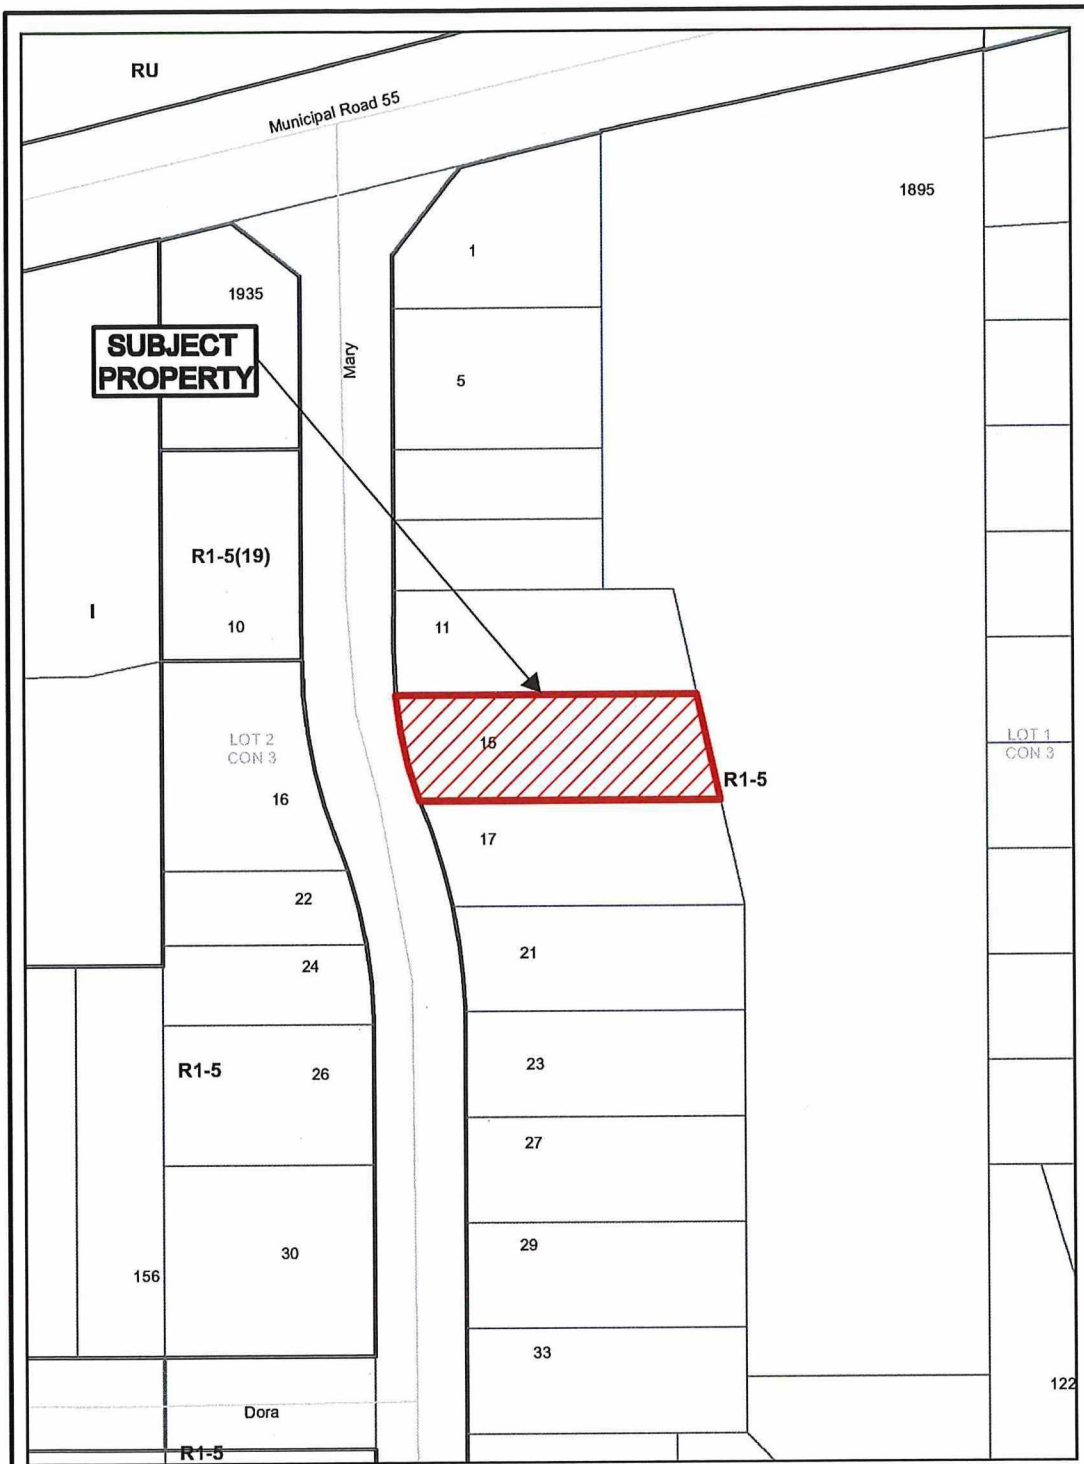 RU
Municipal Road 55
1895
1
1935
SUBJECT
PROPERTY
Mary
5
R1-5(19)
I
10
11
LOT 2
CON 3
15
LOT 1
CON 3
R1-5
16
17
22
21
24
R1-5
26
23
27
29
30
156
33
122
Dora
R1-5